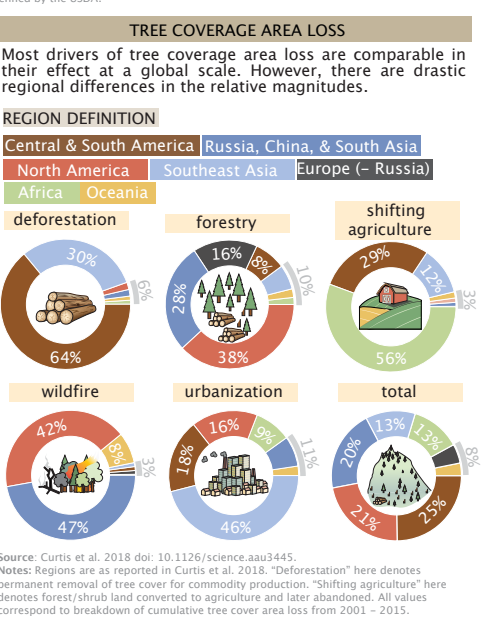 TREE COVERAGE AREA LOSS
Most drivers of tree coverage area loss are comparable in
their effect at a global scale. However, there are drastic
regional differences in the relative magnitudes.
REGION DEFINITION
Central & South America
Russia, China, & South Asia
North America
Southeast Asia
Europe (− Russia)
Africa
Oceania
deforestation
30%
6%
64%
forestry
16%
8%
10%
28%
38%
shifting
agriculture
29%
12%
3%
56%
wildfire
42%
8%
3%
47%
urbanization
16%
9%
11%
18%
46%
total
13%
13%
8%
20%
21%
25%
Source: Curtis et al. 2018 doi: 10.1126/science.aau3445.
Notes: Regions are as reported in Curtis et al. 2018. “Deforestation” here denotes
permanent removal of tree cover for commodity production. “Shifting agriculture” here
denotes forest/shrub land converted to agriculture and later abandoned. All values
correspond to breakdown of cumulative tree cover area loss from 2001 – 2015.